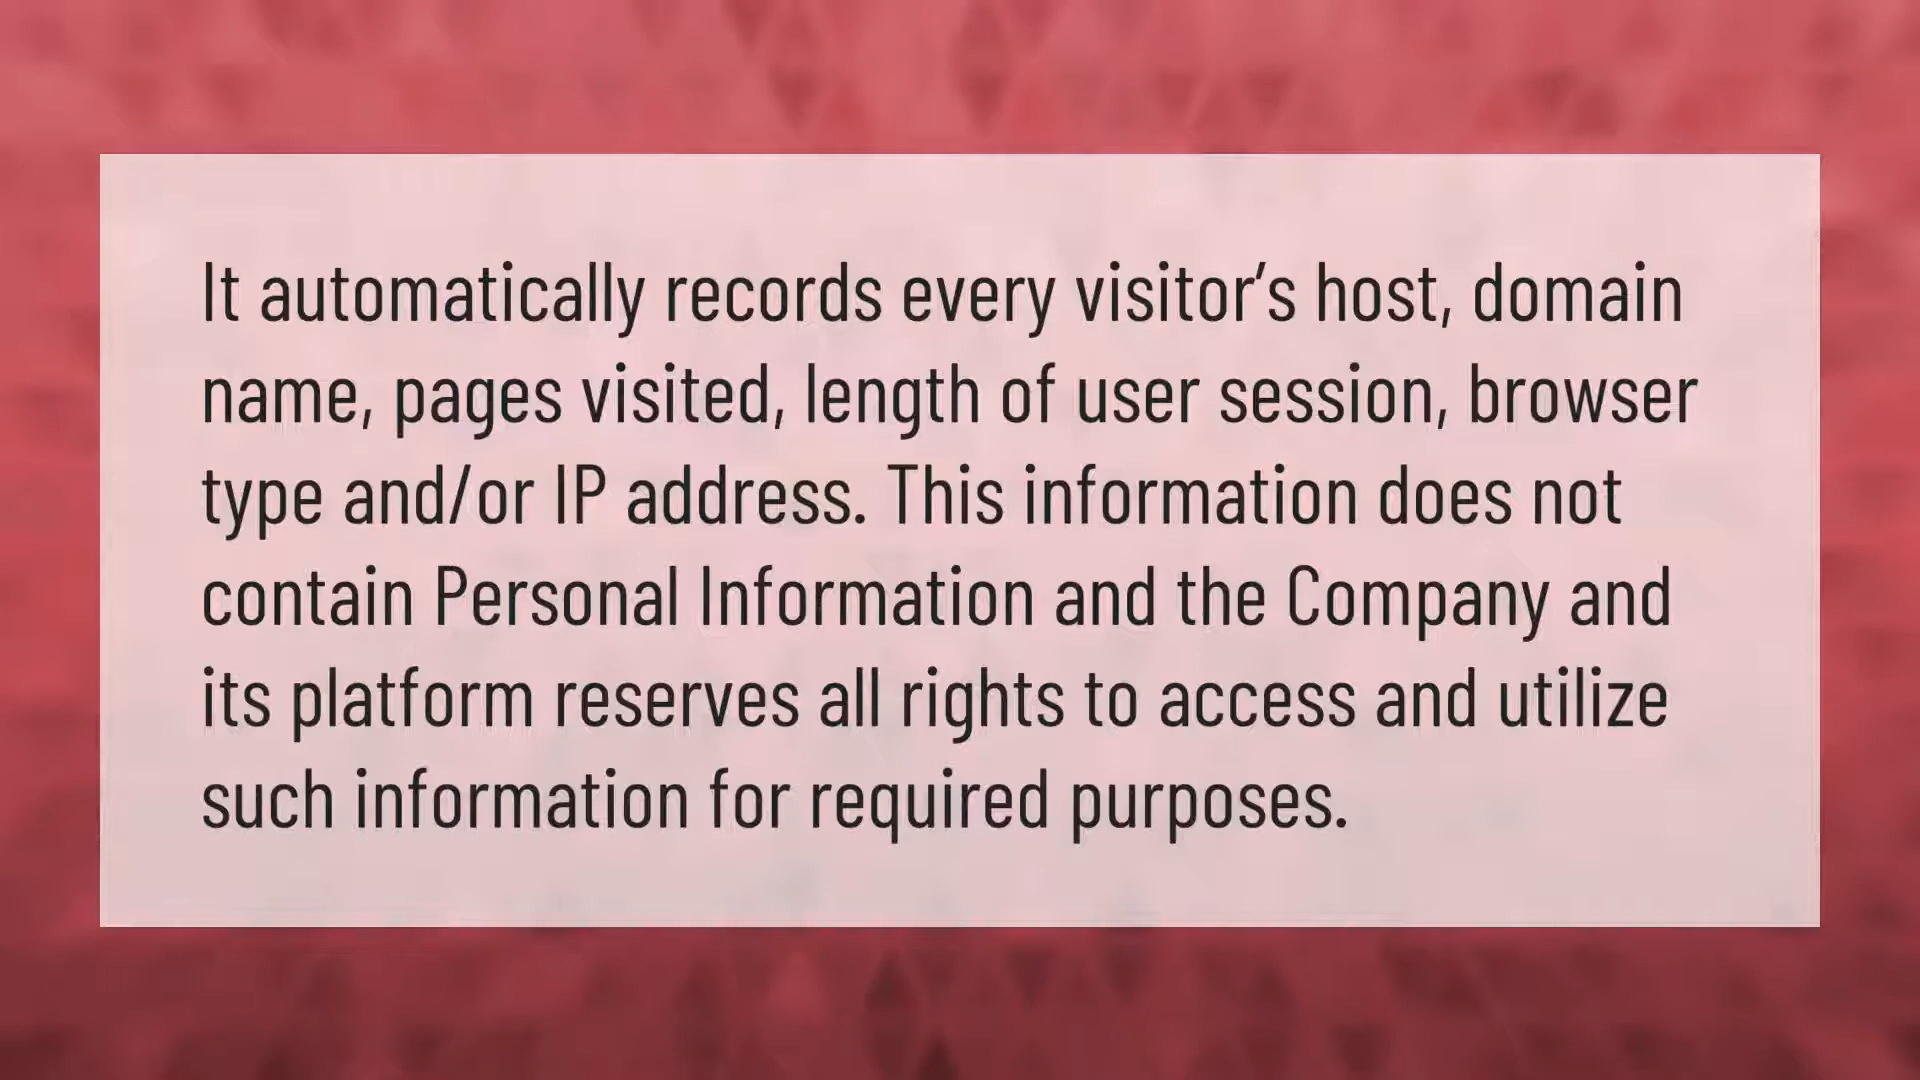 It automatically records every visitor’s host, domain
name, pages visited, length of user session, browser
type and/or IP address. This information does not
contain Personal Information and the Company and
its platform reserves all rights to access and utilize
such information for required purposes.